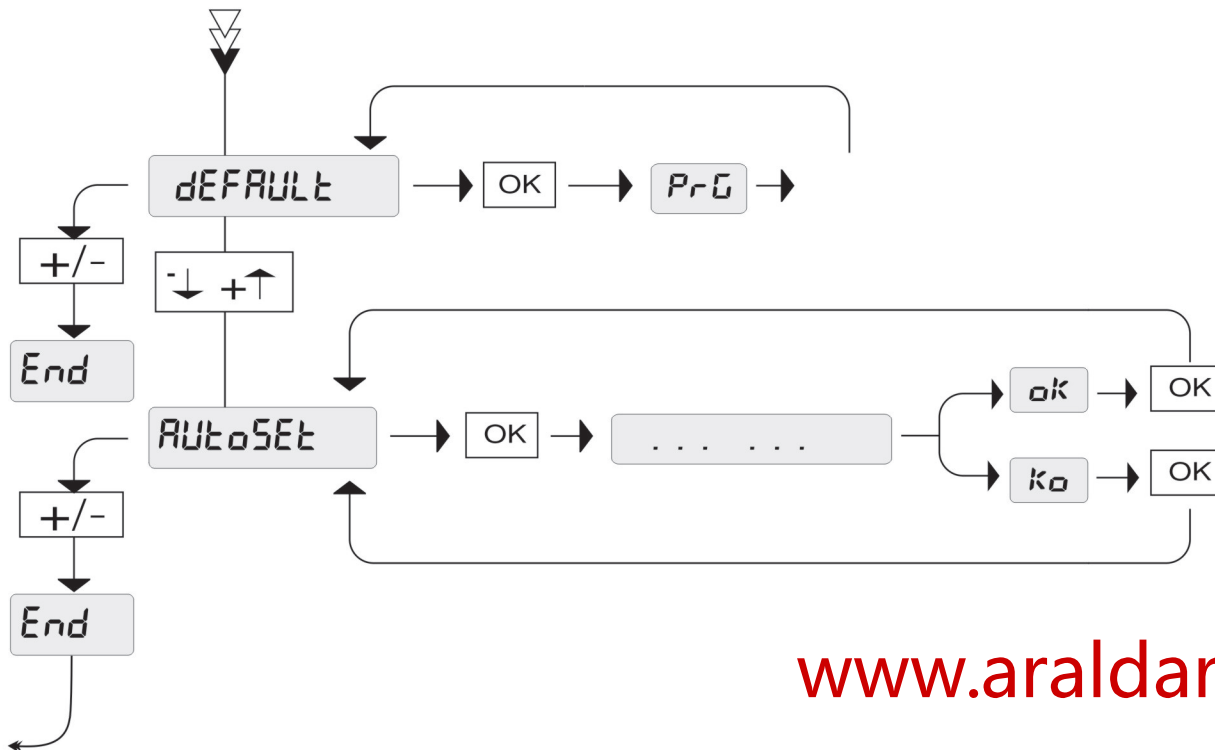 dEFAULt
OK
PrG
+/-
-↓ +↑
End
AUtoSEt
OK
... ...
oK
OK
Ko
OK
+/-
End
www.araldar